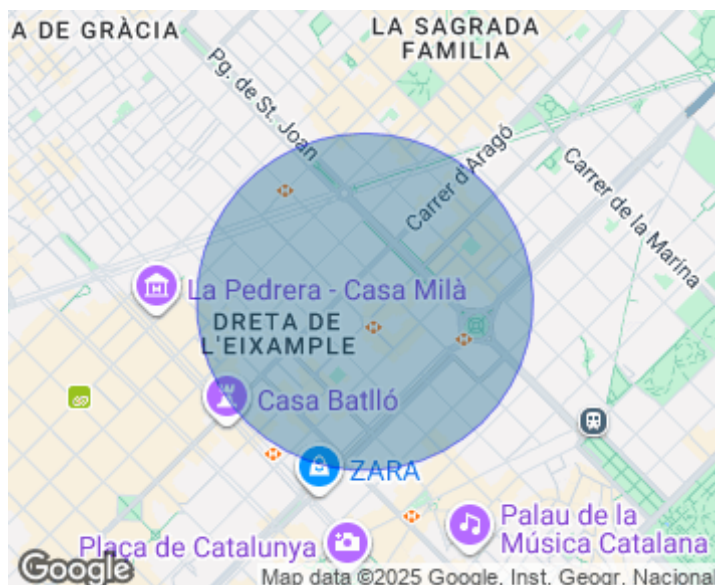 A DE GRÀCIA
LA SAGRADA
FAMILIA
Pg. de St. Joan
Carrer d'Aragó
Carrer de la Marina
La Pedrera - Casa Milà
DRETA DE
L'EIXAMPLE
Casa Batlló
ZARA
Palau de la
Música Catalana
Plaça de Catalunya
Google
Map data ©2025 Google, Inst. Geogr. Nacional